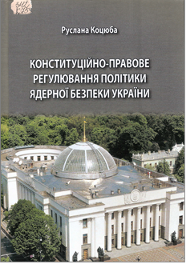 Руслана Коцюба
КОНСТИТУЦІЙНО-ПРАВОВЕ
РЕГУЛЮВАННЯ ПОЛІТИКИ
ЯДЕРНОЇ БЕЗПЕКИ УКРАЇНИ